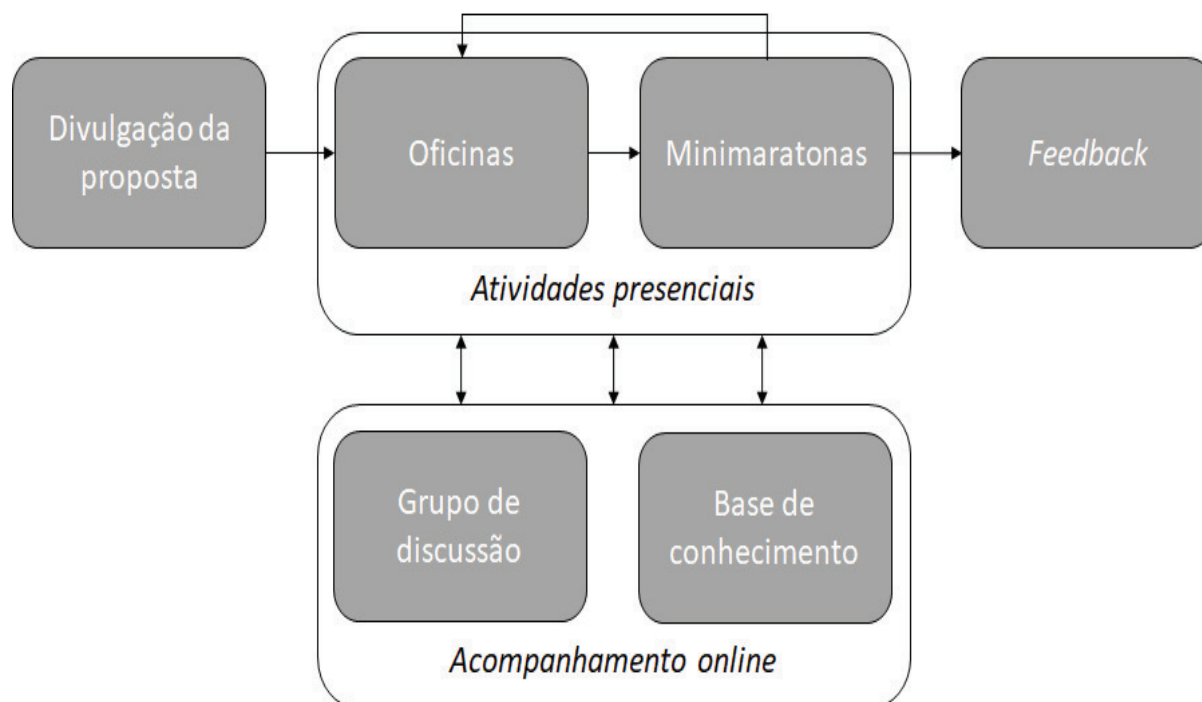 Divulgação da
proposta
Oficinas
Minimaratonas
Feedback
Atividades presenciais
Grupo de
discussão
Base de
conhecimento
Acompanhamento online